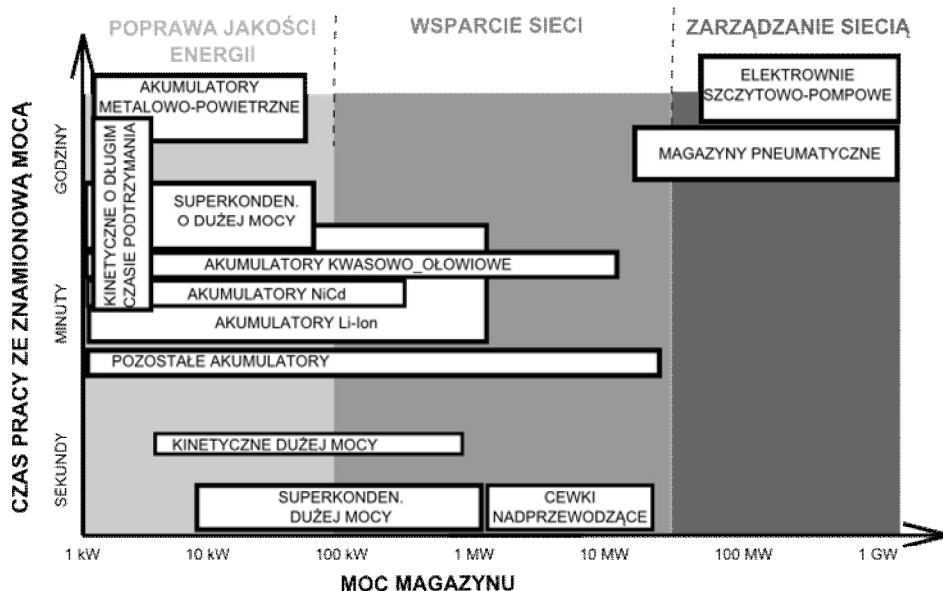 POPRAWA JAKOŚCI
ENERGII
WSPARCIE SIECI
ZARZĄDZANIE SIECIĄ
CZAS PRACY ZE ZNAMIONOWĄ MOCĄ
GODZINY
MINUTY
SEKUNDY
AKUMULATORY
METALOWO-POWIETRZNE
ELEKTROWNIE
SZCZYTOWO-POMPOWE
KINETYCZNE O DŁUGIM
CZASIE PODTRZYMANIA
MAGAZYNY PNEUMATYCZNE
SUPERKONDEN.
O DUŻEJ MOCY
AKUMULATORY KWASOWO_OŁOWIOWE
AKUMULATORY NiCd
AKUMULATORY Li-Ion
POZOSTAŁE AKUMULATORY
KINETYCZNE DUŻEJ MOCY
SUPERKONDEN.
DUŻEJ MOCY
CEWKI
NADPRZEWODZĄCE
1 kW 10 kW 100 kW 1 MW 10 MW 100 MW 1 GW
MOC MAGAZYNU